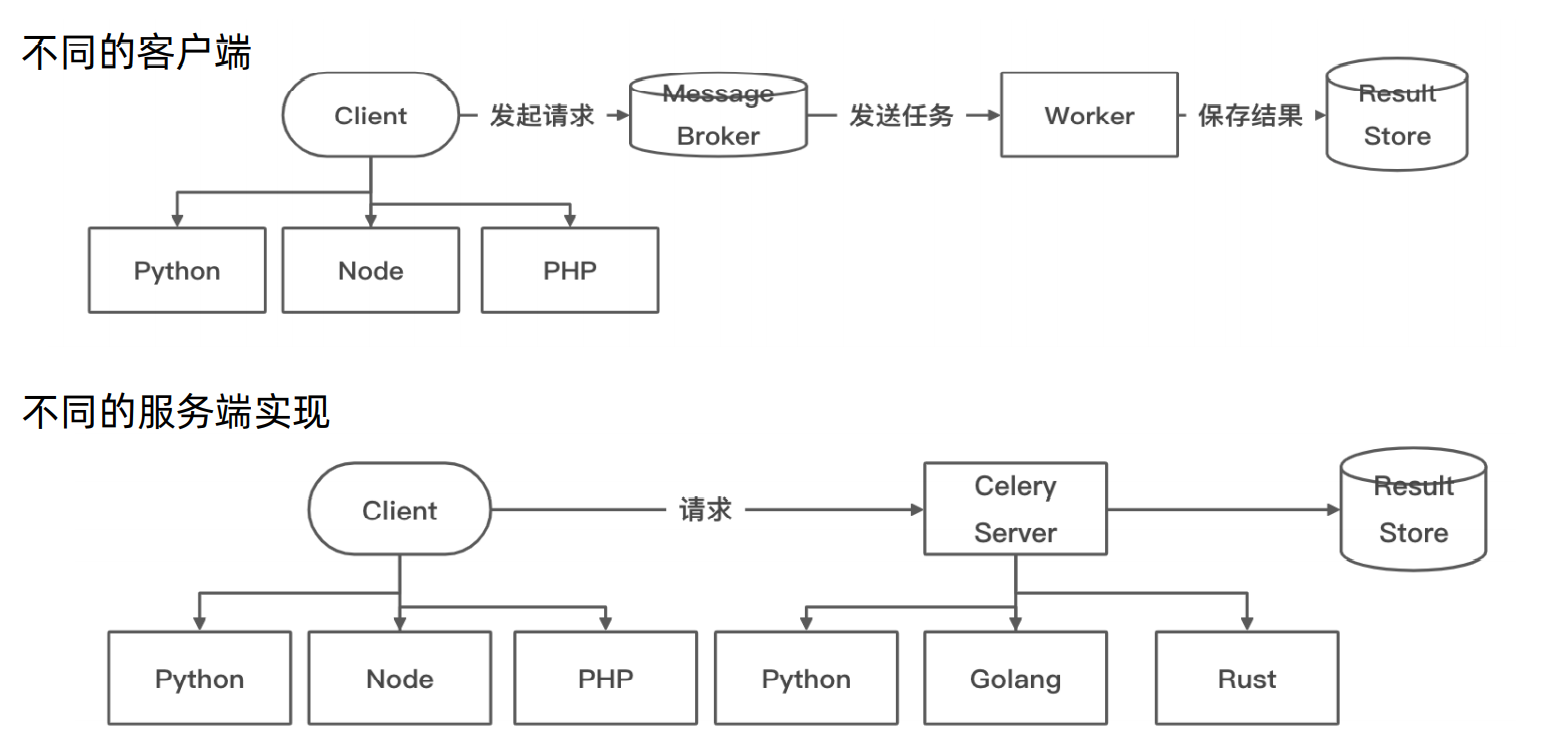 不同的客户端
Client
发起请求
Message
Broker
发送任务
Worker
保存结果
Result
Store
Python
Node
PHP
不同的服务端实现
Client
请求
Celery
Server
Result
Store
Python
Node
PHP
Python
Golang
Rust